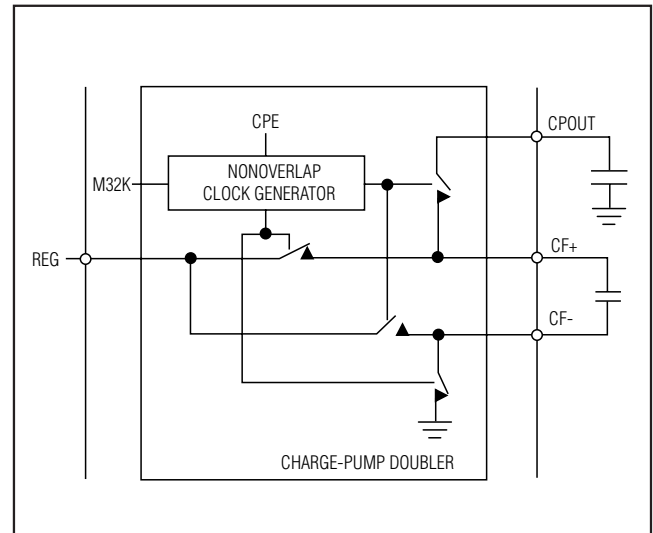 CPE
CPOUT
NONOVERLAP
CLOCK GENERATOR
M32K
REG
CF+
CF-
CHARGE-PUMP DOUBLER